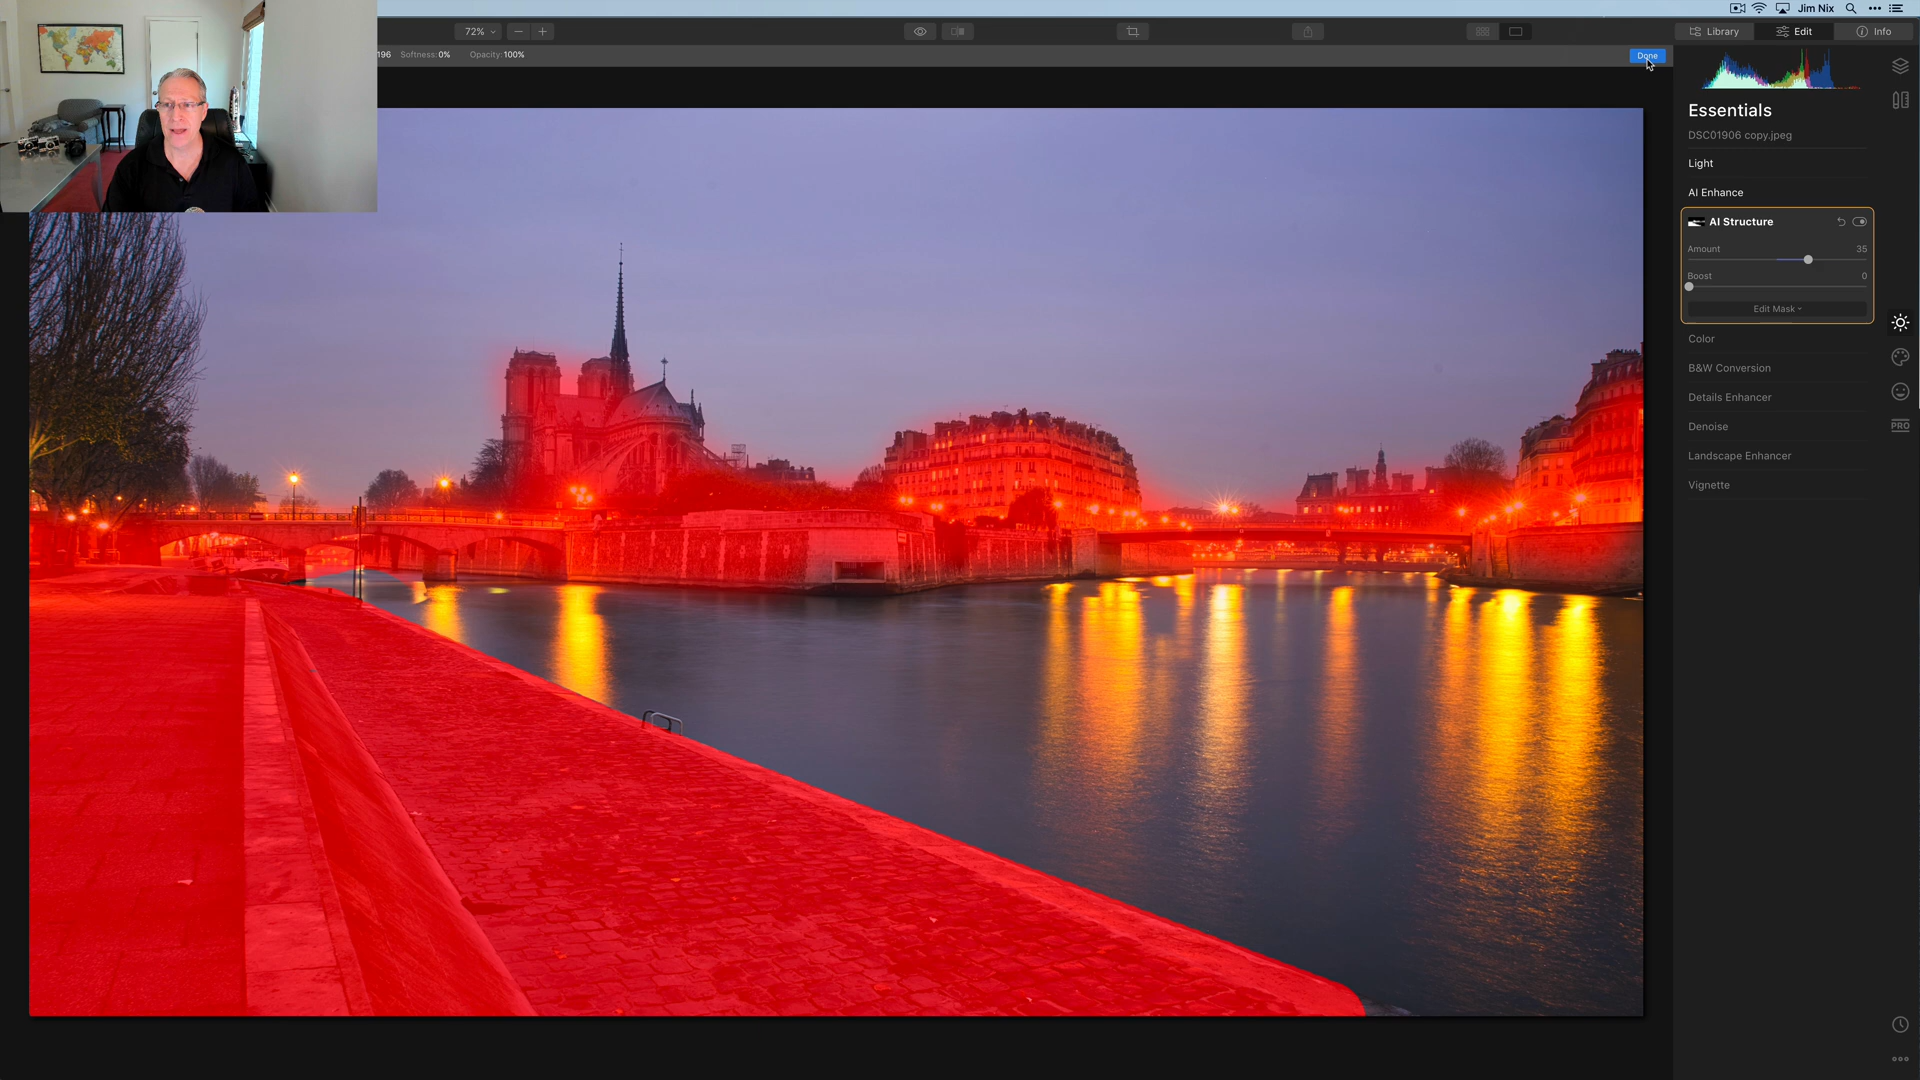 Jim Nix
72%
Library
Edit
Info
196 Softness: 0% Opacity: 100%
Done
Essentials
DSC01906 copy.jpeg
Light
AI Enhance
AI Structure
Amount 35
Boost 0
Edit Mask
Color
B&W Conversion
Details Enhancer
Denoise
Landscape Enhancer
Vignette
PRO